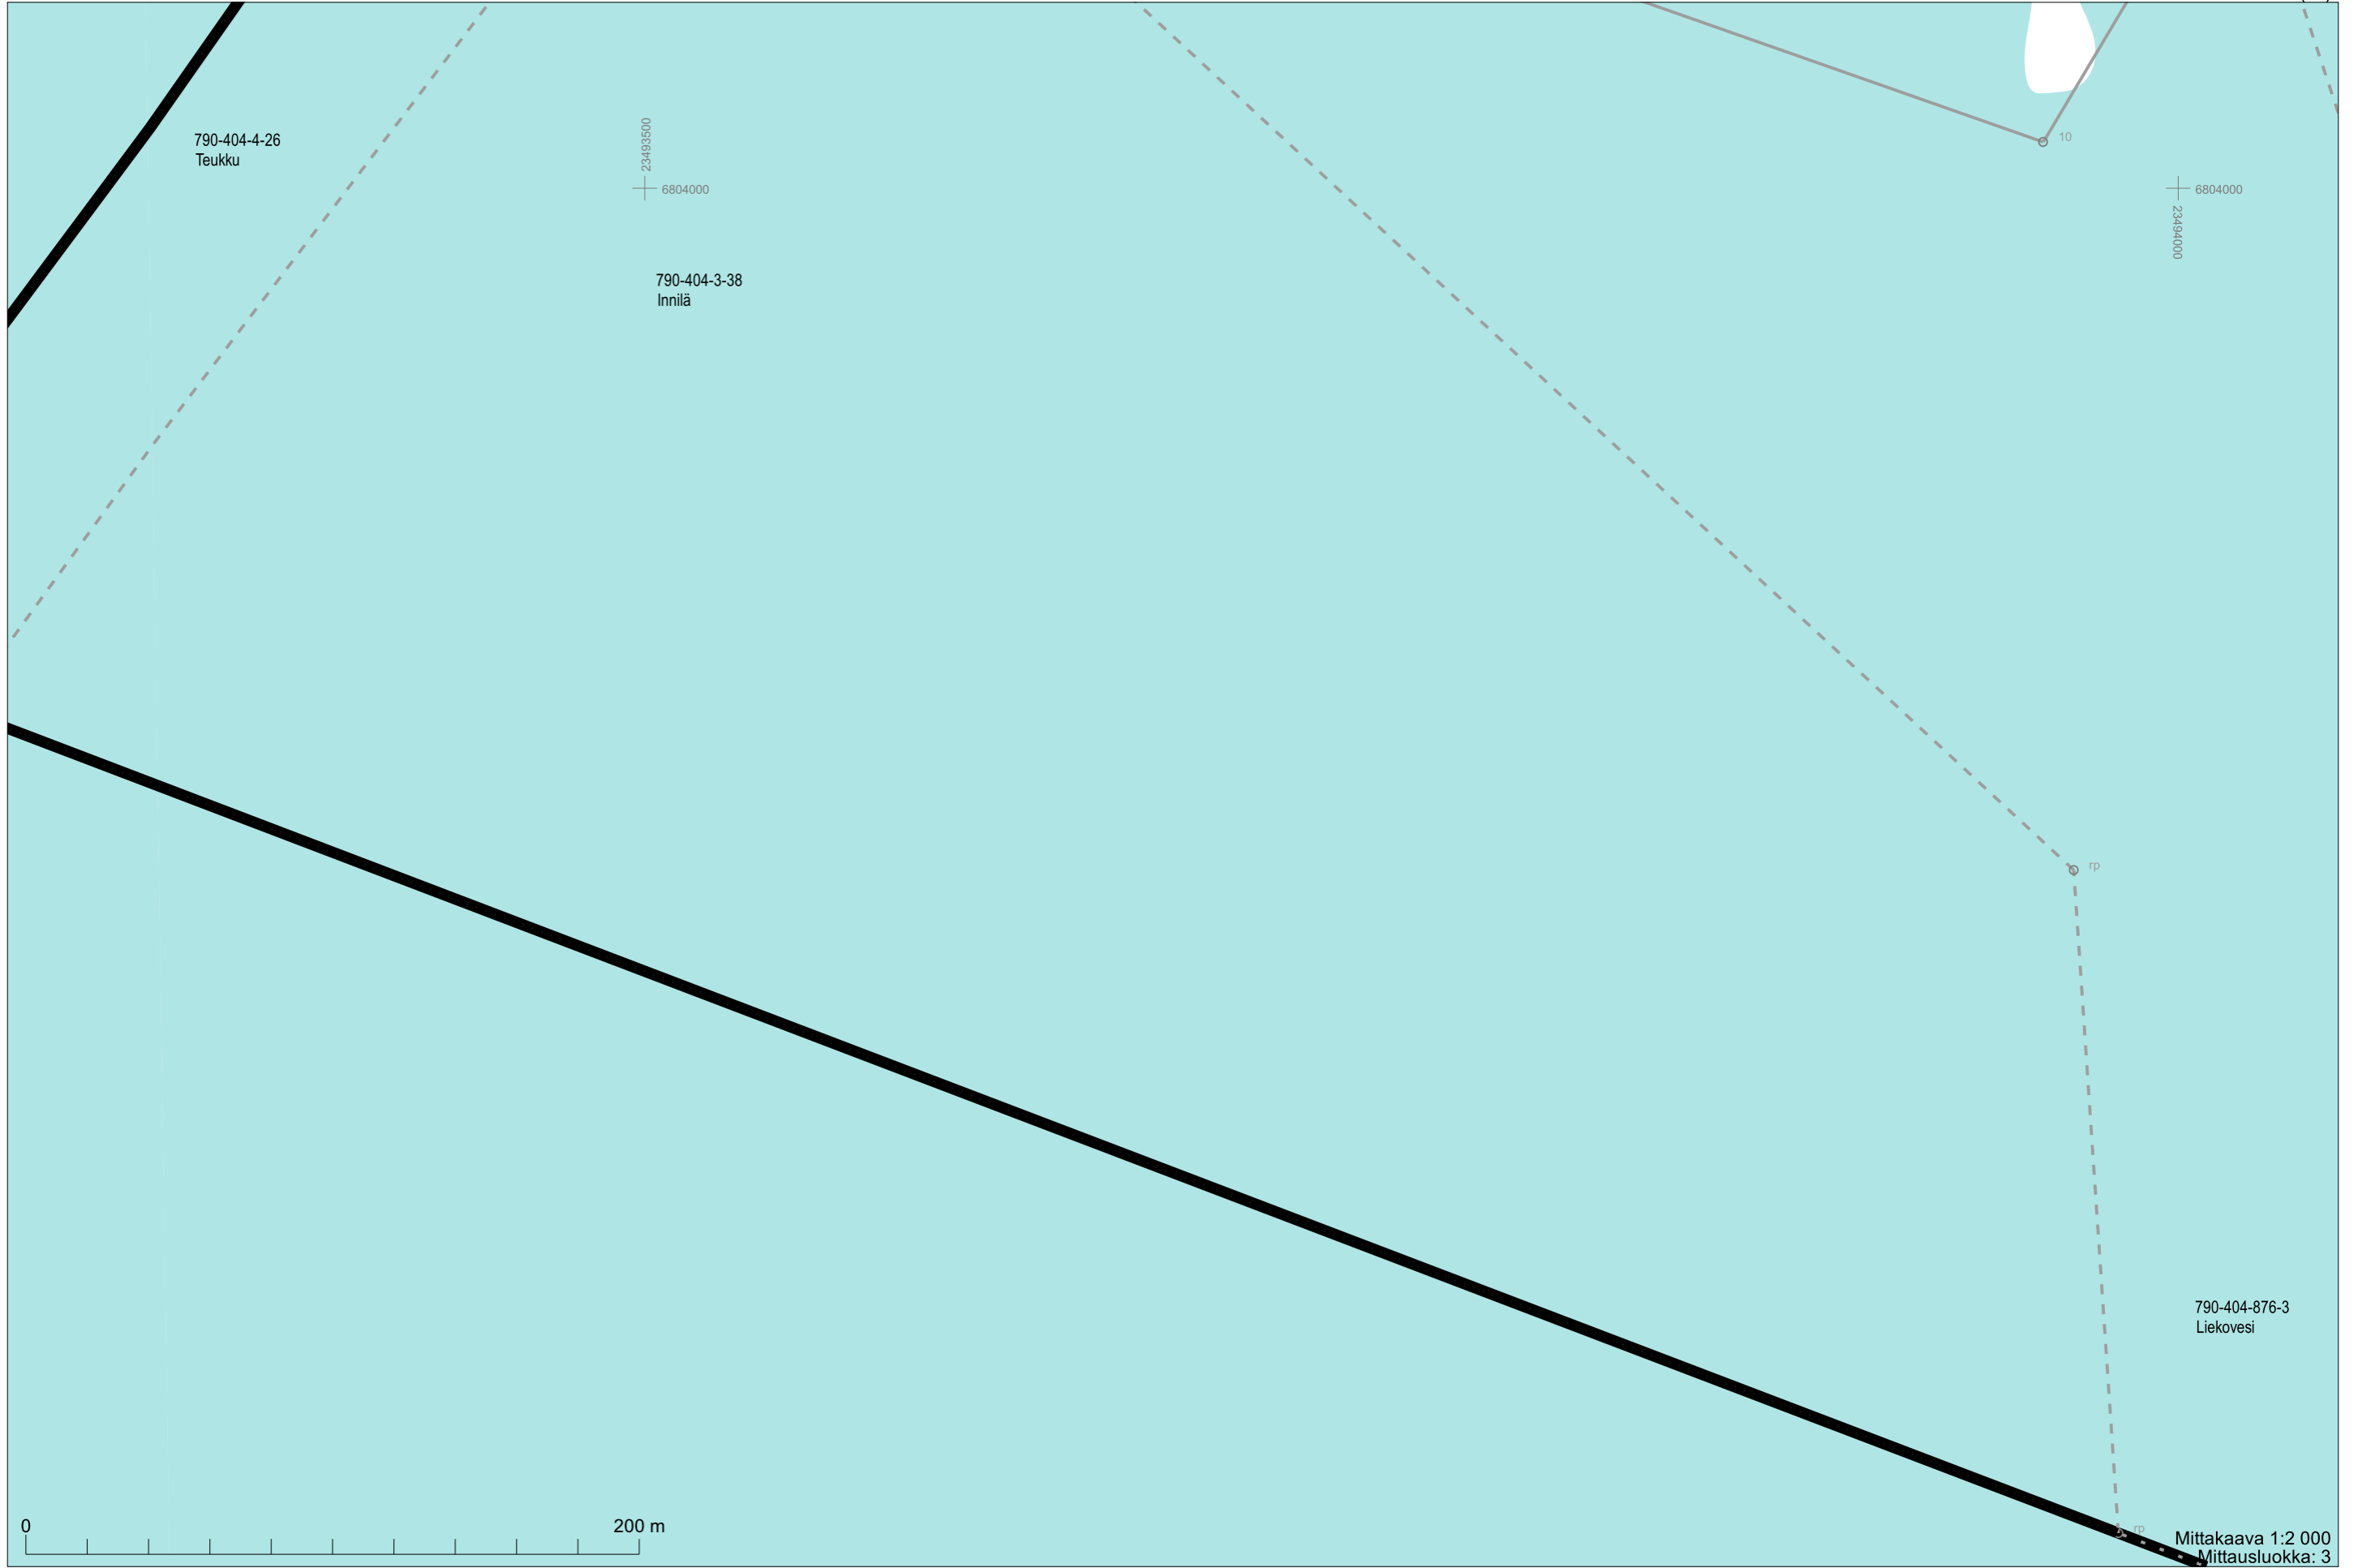 790-404-4-26
Teukku
23493500
6804000
10
6804000
23494000
790-404-3-38
Innilä
rp
790-404-876-3
Liekovesi
rp
0
200 m
Mittakaava 1:2 000
Mittausluokka: 3